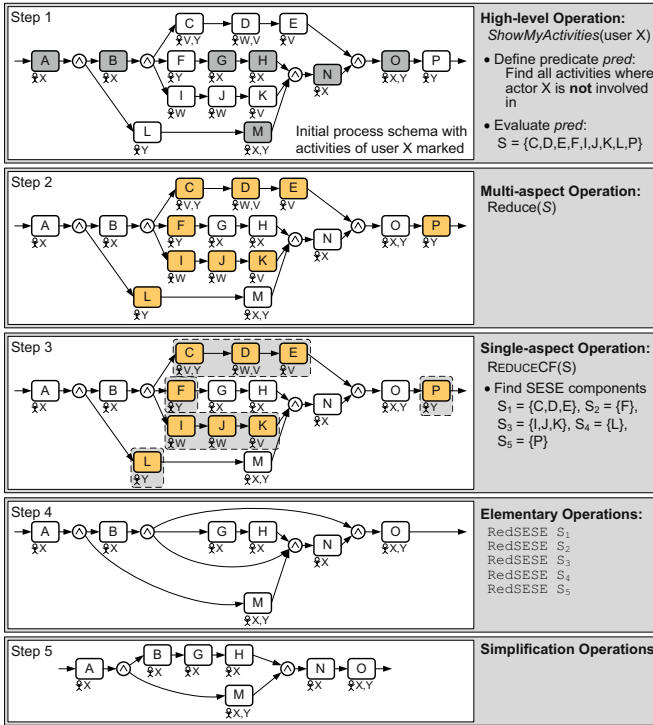 Step 1
C
D
E
V,Y
W,V
V
A
B
F
G
H
O
P
X
X
Y
X
X
N
X,Y
Y
I
J
K
X
W
W
V
L
M
Y
X,Y
Initial process schema with
activities of user X marked
High-level Operation:
ShowMyActivities(user X)
• Define predicate pred:
Find all activities where
actor X is not involved
in
• Evaluate pred:
S = {C,D,E,F,I,J,K,L,P}
Step 2
C
D
E
V,Y
W,V
V
A
B
F
G
H
O
P
X
X
Y
X
X
N
X,Y
Y
I
J
K
X
W
W
V
L
M
Y
X,Y
Multi-aspect Operation:
Reduce(S)
Step 3
C
D
E
V,Y
W,V
V
A
B
F
G
H
O
P
X
X
Y
X
X
N
X,Y
Y
I
J
K
X
W
W
V
L
M
Y
X,Y
Single-aspect Operation:
REDUCECF(S)
• Find SESE components
S1 = {C,D,E}, S2 = {F},
S3 = {I,J,K}, S4 = {L},
S5 = {P}
Step 4
A
B
G
H
O
X
X
X
X
N
X,Y
X
M
X,Y
Elementary Operations:
RedSESE S1
RedSESE S2
RedSESE S3
RedSESE S4
RedSESE S5
Step 5
B
G
H
A
X
X
X
N
O
X
M
X
X,Y
X,Y
Simplification Operations